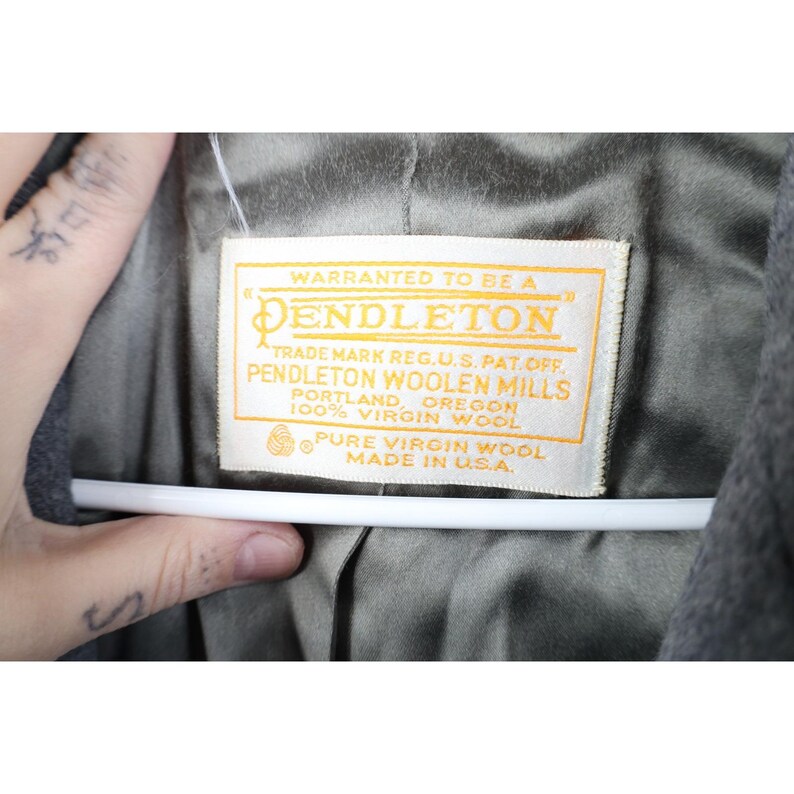 WARRANTED TO BE A
"PENDLETON"
TRADE MARK REG. U.S. PAT. OFF.
PENDLETON WOOLEN MILLS
PORTLAND, OREGON
100% VIRGIN WOOL
PURE VIRGIN WOOL
MADE IN U.S.A.